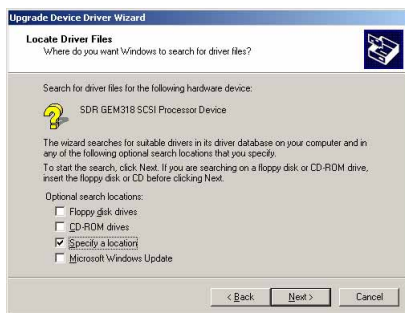 Upgrade Device Driver Wizard
Locate Driver Files
Where do you want Windows to search for driver files?
Search for driver files for the following hardware device:
SDR GEM318 SCSI Processor Device
The wizard searches for suitable drivers in its driver database on your computer and in
any of the following optional search locations that you specify.
To start the search, click Next. If you are searching on a floppy disk or CD-ROM drive,
insert the floppy disk or CD before clicking Next.
Optional search locations:
Floppy disk drives
CD-ROM drives
Specify a location
Microsoft Windows Update
< Back Next > Cancel